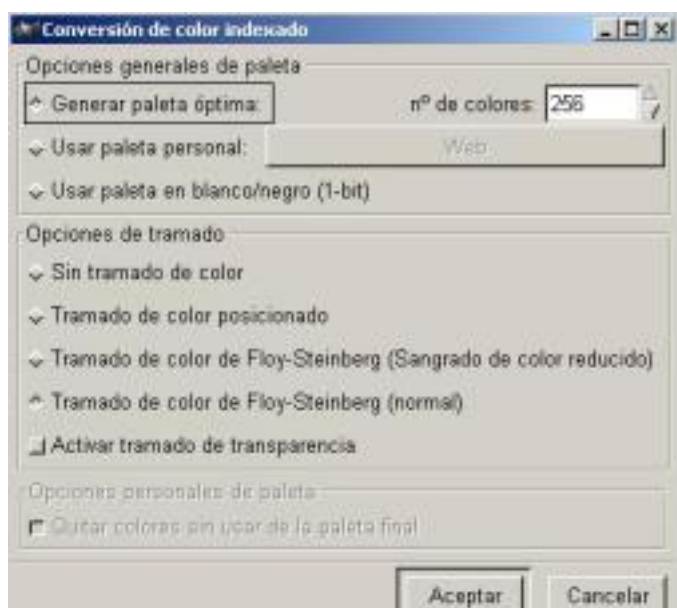 Conversión de color indexado
Opciones generales de paleta
Generar paleta óptima: nº de colores: 256
Usar paleta personal: Web
Usar paleta en blanco/negro (1-bit)
Opciones de tramado
Sin tramado de color
Tramado de color posicionado
Tramado de color de Floy-Steinberg (Sangrado de color reducido)
Tramado de color de Floy-Steinberg (normal)
Activar tramado de transparencia
Opciones personales de paleta
Quitar colores sin usar de la paleta final
Aceptar Cancelar